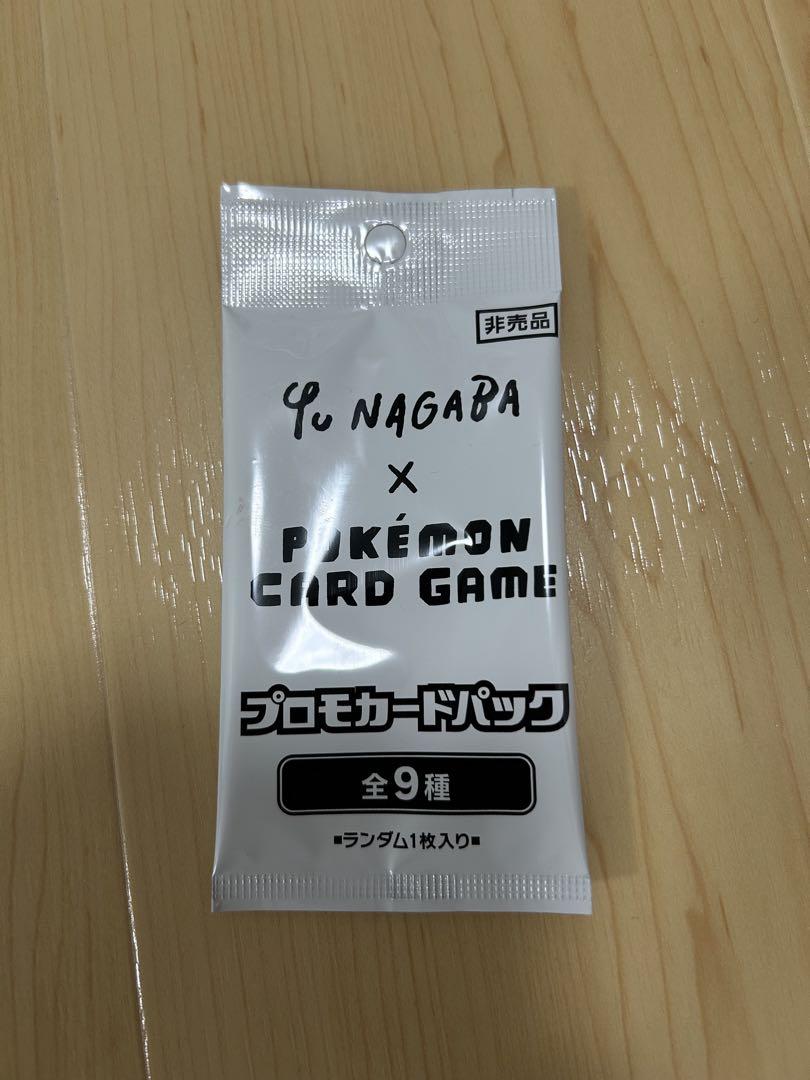 非売品
Yu NAGABA
×
POKÉMON
CARD GAME
プロモカードパック
全9種
■ランダム1枚入り■